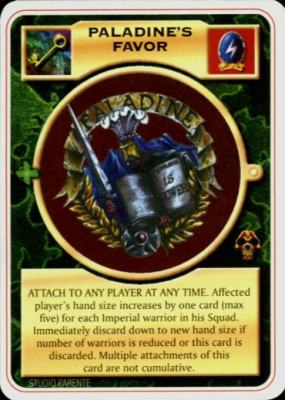 PALADINE'S
FAVOR
PALADINE
IS
ATTACH TO ANY PLAYER AT ANY TIME. Affected
player's hand size increases by one card (max
five) for each Imperial warrior in his Squad.
Immediately discard down to new hand size if
number of warriors is reduced or this card is
discarded. Multiple attachments of
this card are not cumulative.
STUDIO PARENTE